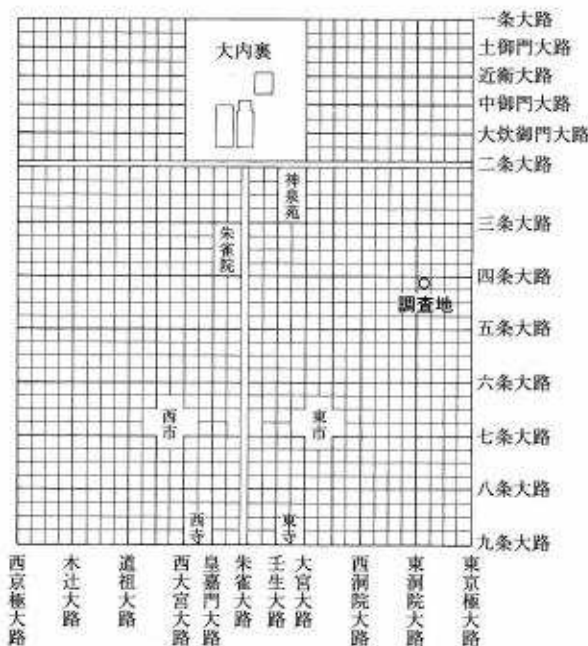 一条大路
土御門大路
近衛大路
中御門大路
大炊御門大路
二条大路
三条大路
四条大路
五条大路
六条大路
七条大路
八条大路
九条大路
大内裏
神泉苑
朱雀院
調査地
西市
東市
西寺
東寺
西京極大路
木辻大路
道祖大路
西大宮大路
皇嘉門大路
朱雀大路
壬生大路
大宮大路
西洞院大路
東洞院大路
東京極大路